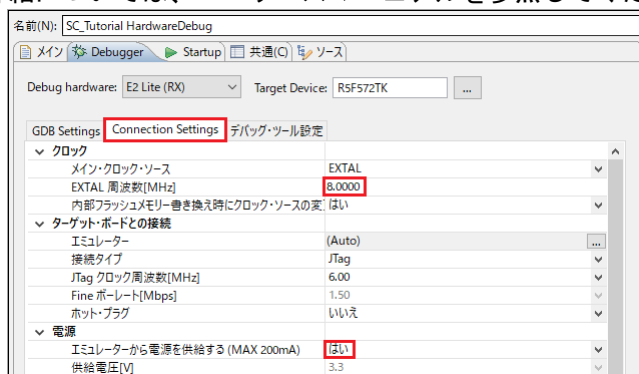 名前(N): SC_Tutorial HardwareDebug
メイン Debugger Startup 共通(C) ソース
Debug hardware: E2 Lite (RX) Target Device: R5F572TK ...
GDB Settings Connection Settings デバッグ・ツール設定
クロック
メイン・クロック・ソース EXTAL
EXTAL 周波数[MHz] 8.0000
内部フラッシュメモリー書き換え時にクロック・ソースの変 はい
ターゲット・ボードとの接続
エミュレーター (Auto) ...
接続タイプ JTag
JTag クロック周波数[MHz] 6.00
Fine ボーレート[Mbps] 1.50
ホット・プラグ いいえ
電源
エミュレーターから電源を供給する (MAX 200mA) はい
供給電圧[V] 3.3